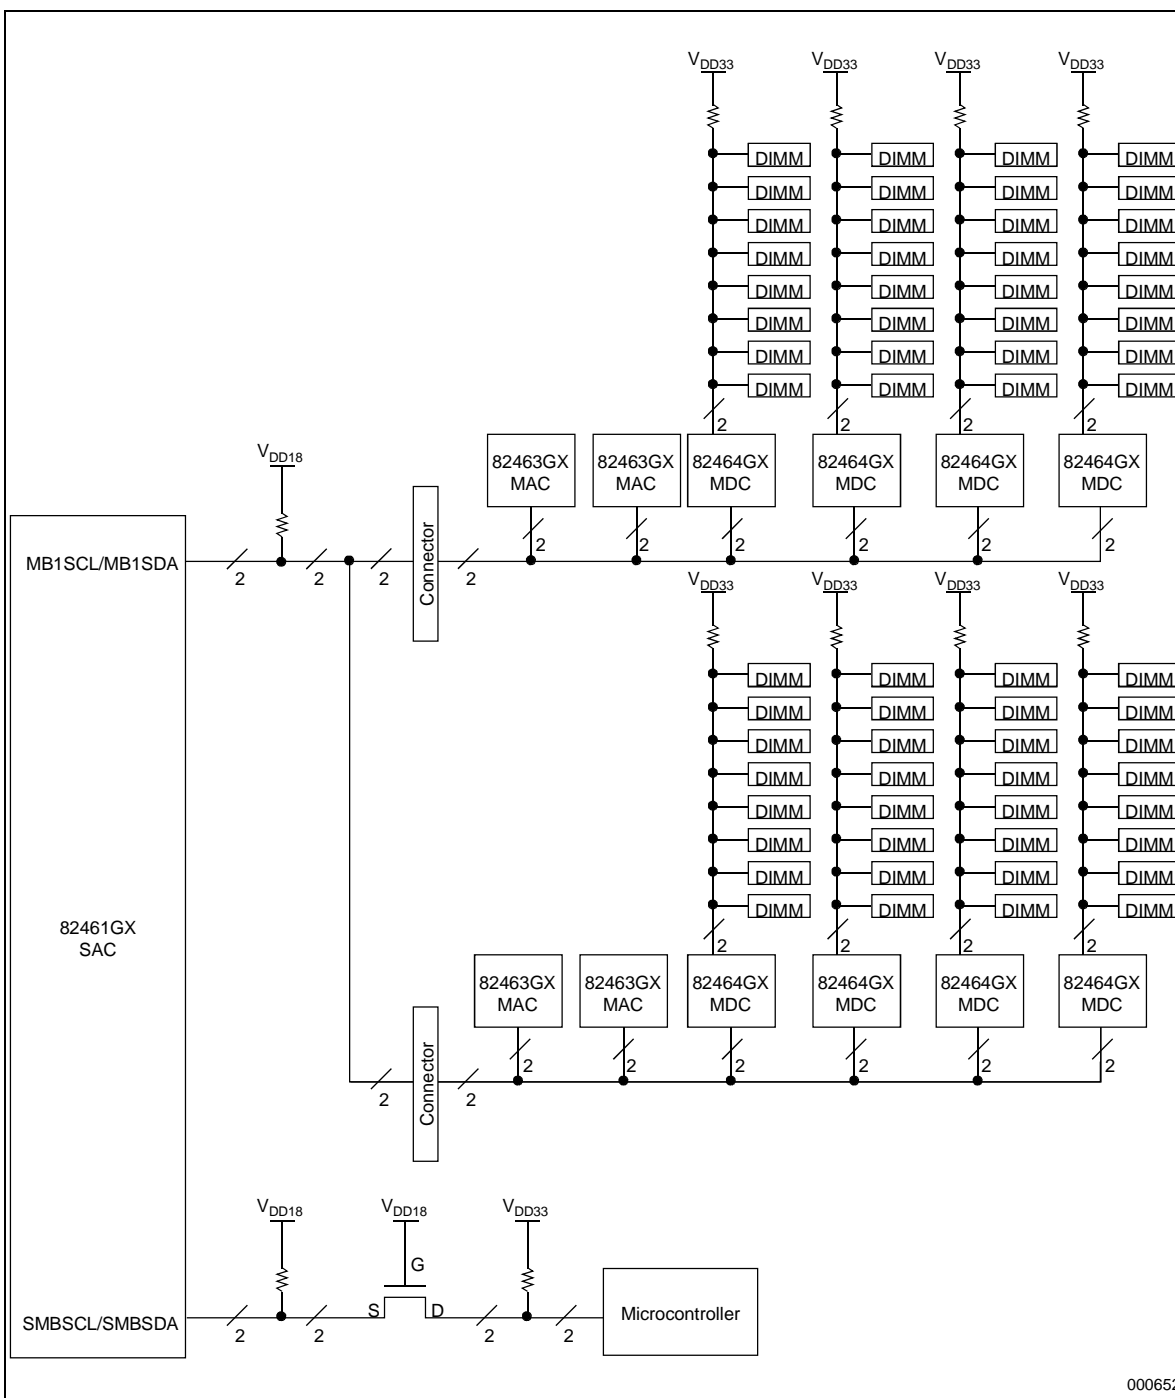 VDD33 VDD33 VDD33 VDD33
DIMM DIMM DIMM DIMM
DIMM DIMM DIMM DIMM
DIMM DIMM DIMM DIMM
DIMM DIMM DIMM DIMM
DIMM DIMM DIMM DIMM
DIMM DIMM DIMM DIMM
DIMM DIMM DIMM DIMM
DIMM DIMM DIMM DIMM
2 2 2 2
VDD18
82463GX
MAC
82463GX
MAC
82464GX
MDC
82464GX
MDC
82464GX
MDC
82464GX
MDC
Connector
2 2 2 2 2 2
MB1SCL/MB1SDA
2 2 2 2
VDD33 VDD33 VDD33 VDD33
DIMM DIMM DIMM DIMM
DIMM DIMM DIMM DIMM
DIMM DIMM DIMM DIMM
DIMM DIMM DIMM DIMM
DIMM DIMM DIMM DIMM
DIMM DIMM DIMM DIMM
DIMM DIMM DIMM DIMM
DIMM DIMM DIMM DIMM
2 2 2 2
82461GX
SAC
82463GX
MAC
82463GX
MAC
82464GX
MDC
82464GX
MDC
82464GX
MDC
82464GX
MDC
Connector
2 2 2 2 2 2
2 2
VDD18 VDD18 VDD33
G
SMBSCL/SMBSDA
S D
Microcontroller
2 2 2 2
000652